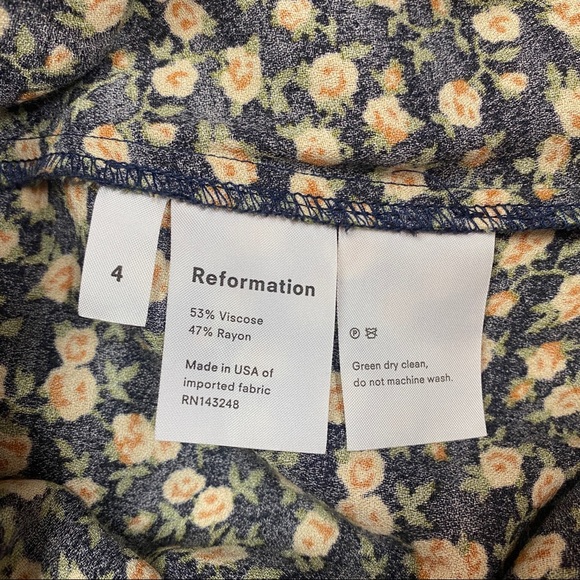 4
Reformation
53% Viscose
47% Rayon
Made in USA of
imported fabric
RN143248
P
Green dry clean,
do not machine wash.